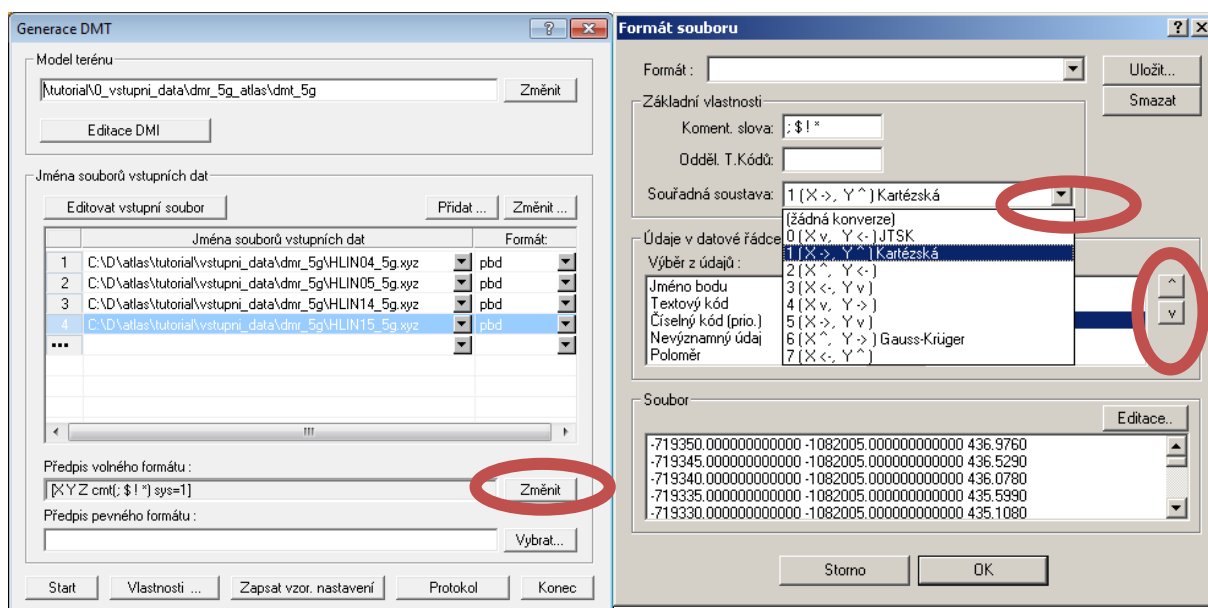 Generace DMT
Model terénu
\tutorial\0_vstupni_data\dmr_5g_atlas\dmt_5g
Změnit
Editace DMI
Jména souborů vstupních dat
Editovat vstupní soubor
Přidat ...
Změnit ...
Jména souborů vstupních dat
Formát:
1 C:\D\atlas\tutorial\vstupni_data\dmr_5g\HLIN04_5g.xyz pbd
2 C:\D\atlas\tutorial\vstupni_data\dmr_5g\HLIN05_5g.xyz pbd
3 C:\D\atlas\tutorial\vstupni_data\dmr_5g\HLIN14_5g.xyz pbd
4 C:\D\atlas\tutorial\vstupni_data\dmr_5g\HLIN15_5g.xyz pbd
Předpis volného formátu :
[X Y Z cmt(; $ ! *) sys=1]
Změnit
Předpis pevného formátu :
Vybrat...
Start
Vlastnosti ...
Zapsat vzor. nastavení
Protokol
Konec
Formát souboru
Formát :
Uložit...
Smazat
Základní vlastnosti
Koment. slova: ; $ ! *
Odděl. T.Kódů:
Souřadná soustava: 1 ( X ->, Y ^ ) Kartézská
(žádná konverze)
0 ( X v, Y <- ) JTSK
1 ( X ->, Y ^ ) Kartézská
2 ( X ^, Y <- )
3 ( X <-, Y v )
4 ( X v, Y -> )
5 ( X ->, Y v )
6 ( X ^, Y -> ) Gauss-Krüger
7 ( X <-, Y ^ )
Údaje v datové řádce
Výběr z údajů :
Jméno bodu
Textový kód
Číselný kód (prio.)
Nevýznamný údaj
Poloměr
^
v
Soubor
Editace..
-719350.000000000000 -1082005.000000000000 436.9760
-719345.000000000000 -1082005.000000000000 436.5290
-719340.000000000000 -1082005.000000000000 436.0780
-719335.000000000000 -1082005.000000000000 435.5990
-719330.000000000000 -1082005.000000000000 435.1080
Storno
OK